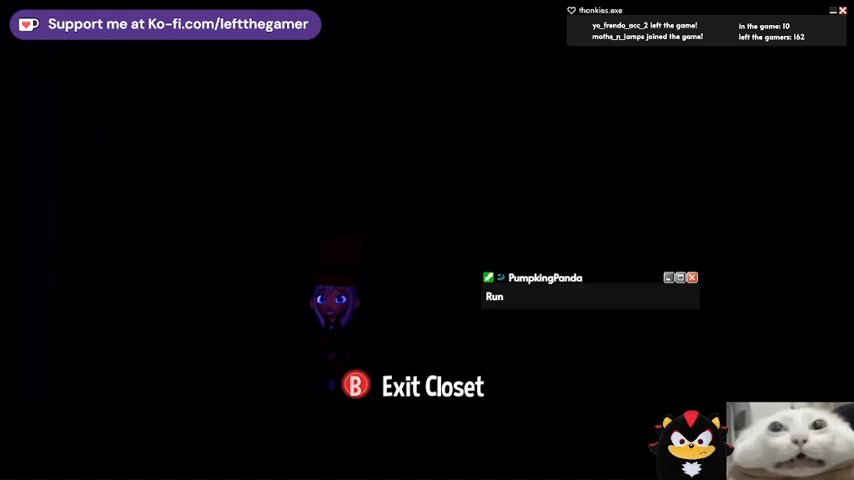 Support me at Ko-fi.com/leftthegamer
thankies.exe
yo_frendo_acc_2 left the game!
moths_n_lamps joined the game!
in the game: 10
left the gamers: 162
PumpkingPanda
Run
B Exit Closet